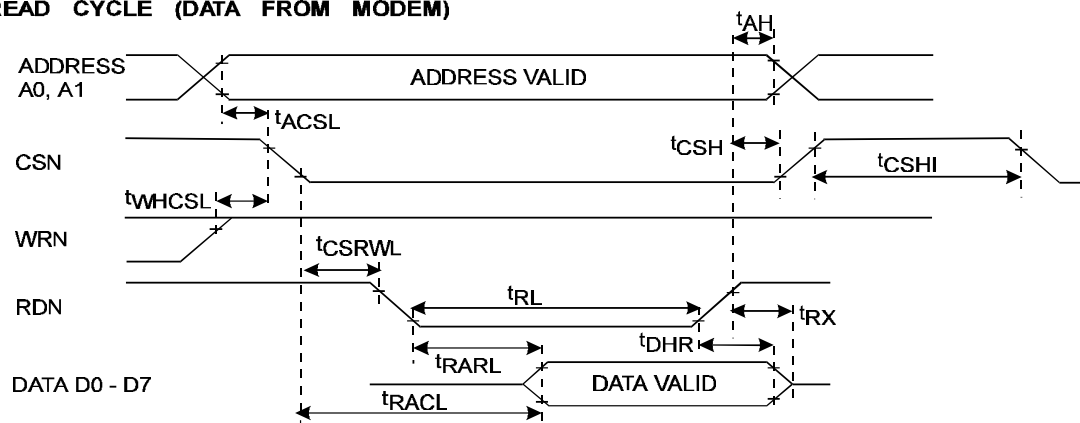 READ CYCLE (DATA FROM MODEM)
tAH
ADDRESS
A0, A1
ADDRESS VALID
tACSL
CSN
tCSH
tCSHI
tWHCSL
WRN
tCSRWL
RDN
tRL
tRX
tDHR
tRARL
DATA D0 - D7
DATA VALID
tRACL